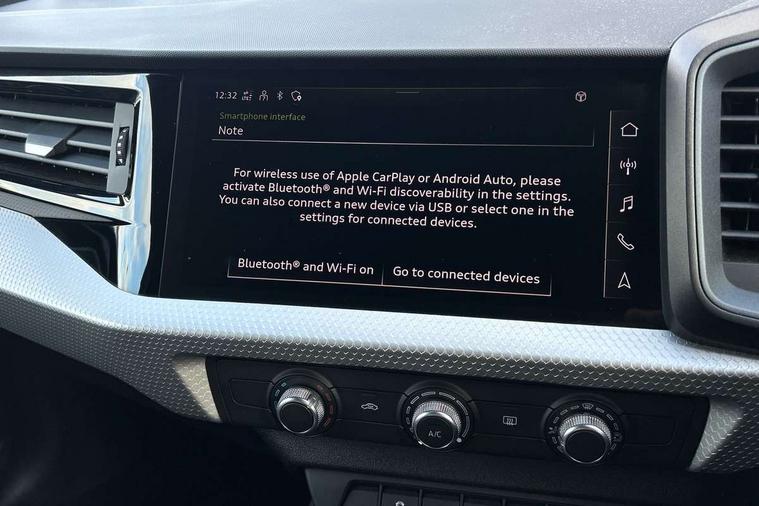 12:32
Smartphone interface
Note
For wireless use of Apple CarPlay or Android Auto, please
activate Bluetooth® and Wi-Fi discoverability in the settings.
You can also connect a new device via USB or select one in the
settings for connected devices.
Bluetooth® and Wi-Fi on
Go to connected devices
A/C